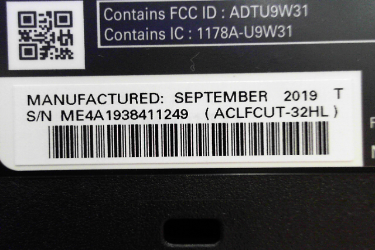 Contains FCC ID : ADTU9W31
Contains IC : 1178A-U9W31
MANUFACTURED: SEPTEMBER 2019 T
S/N ME4A1938411249 (ACLFCUT-32HL)